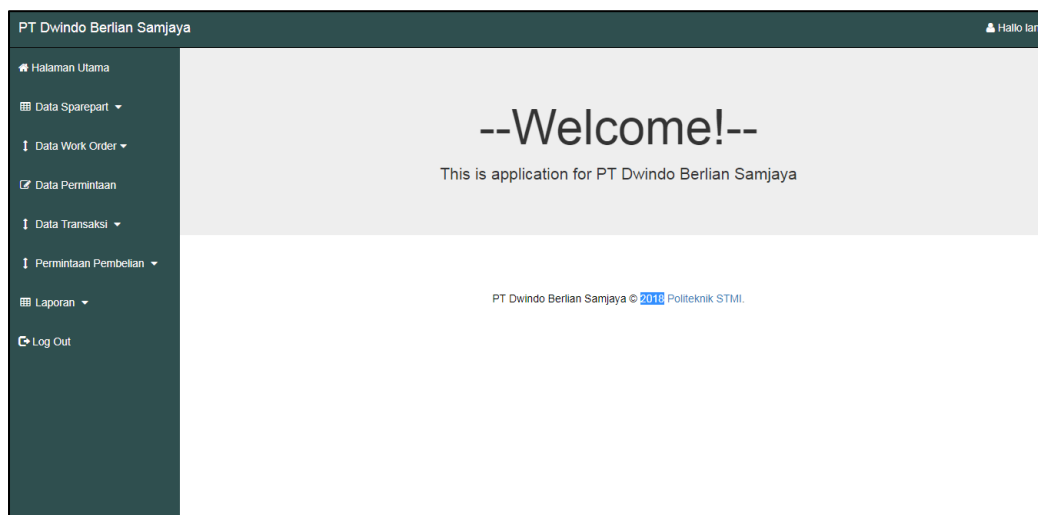 PT Dwindo Berlian Samjaya
Hallo
Halaman Utama
Data Sparepart
Data Work Order
Data Permintaan
Data Transaksi
Permintaan Pembelian
Laporan
Log Out
--Welcome!--
This is application for PT Dwindo Berlian Samjaya
PT Dwindo Berlian Samjaya © 2018 Politeknik STMI.